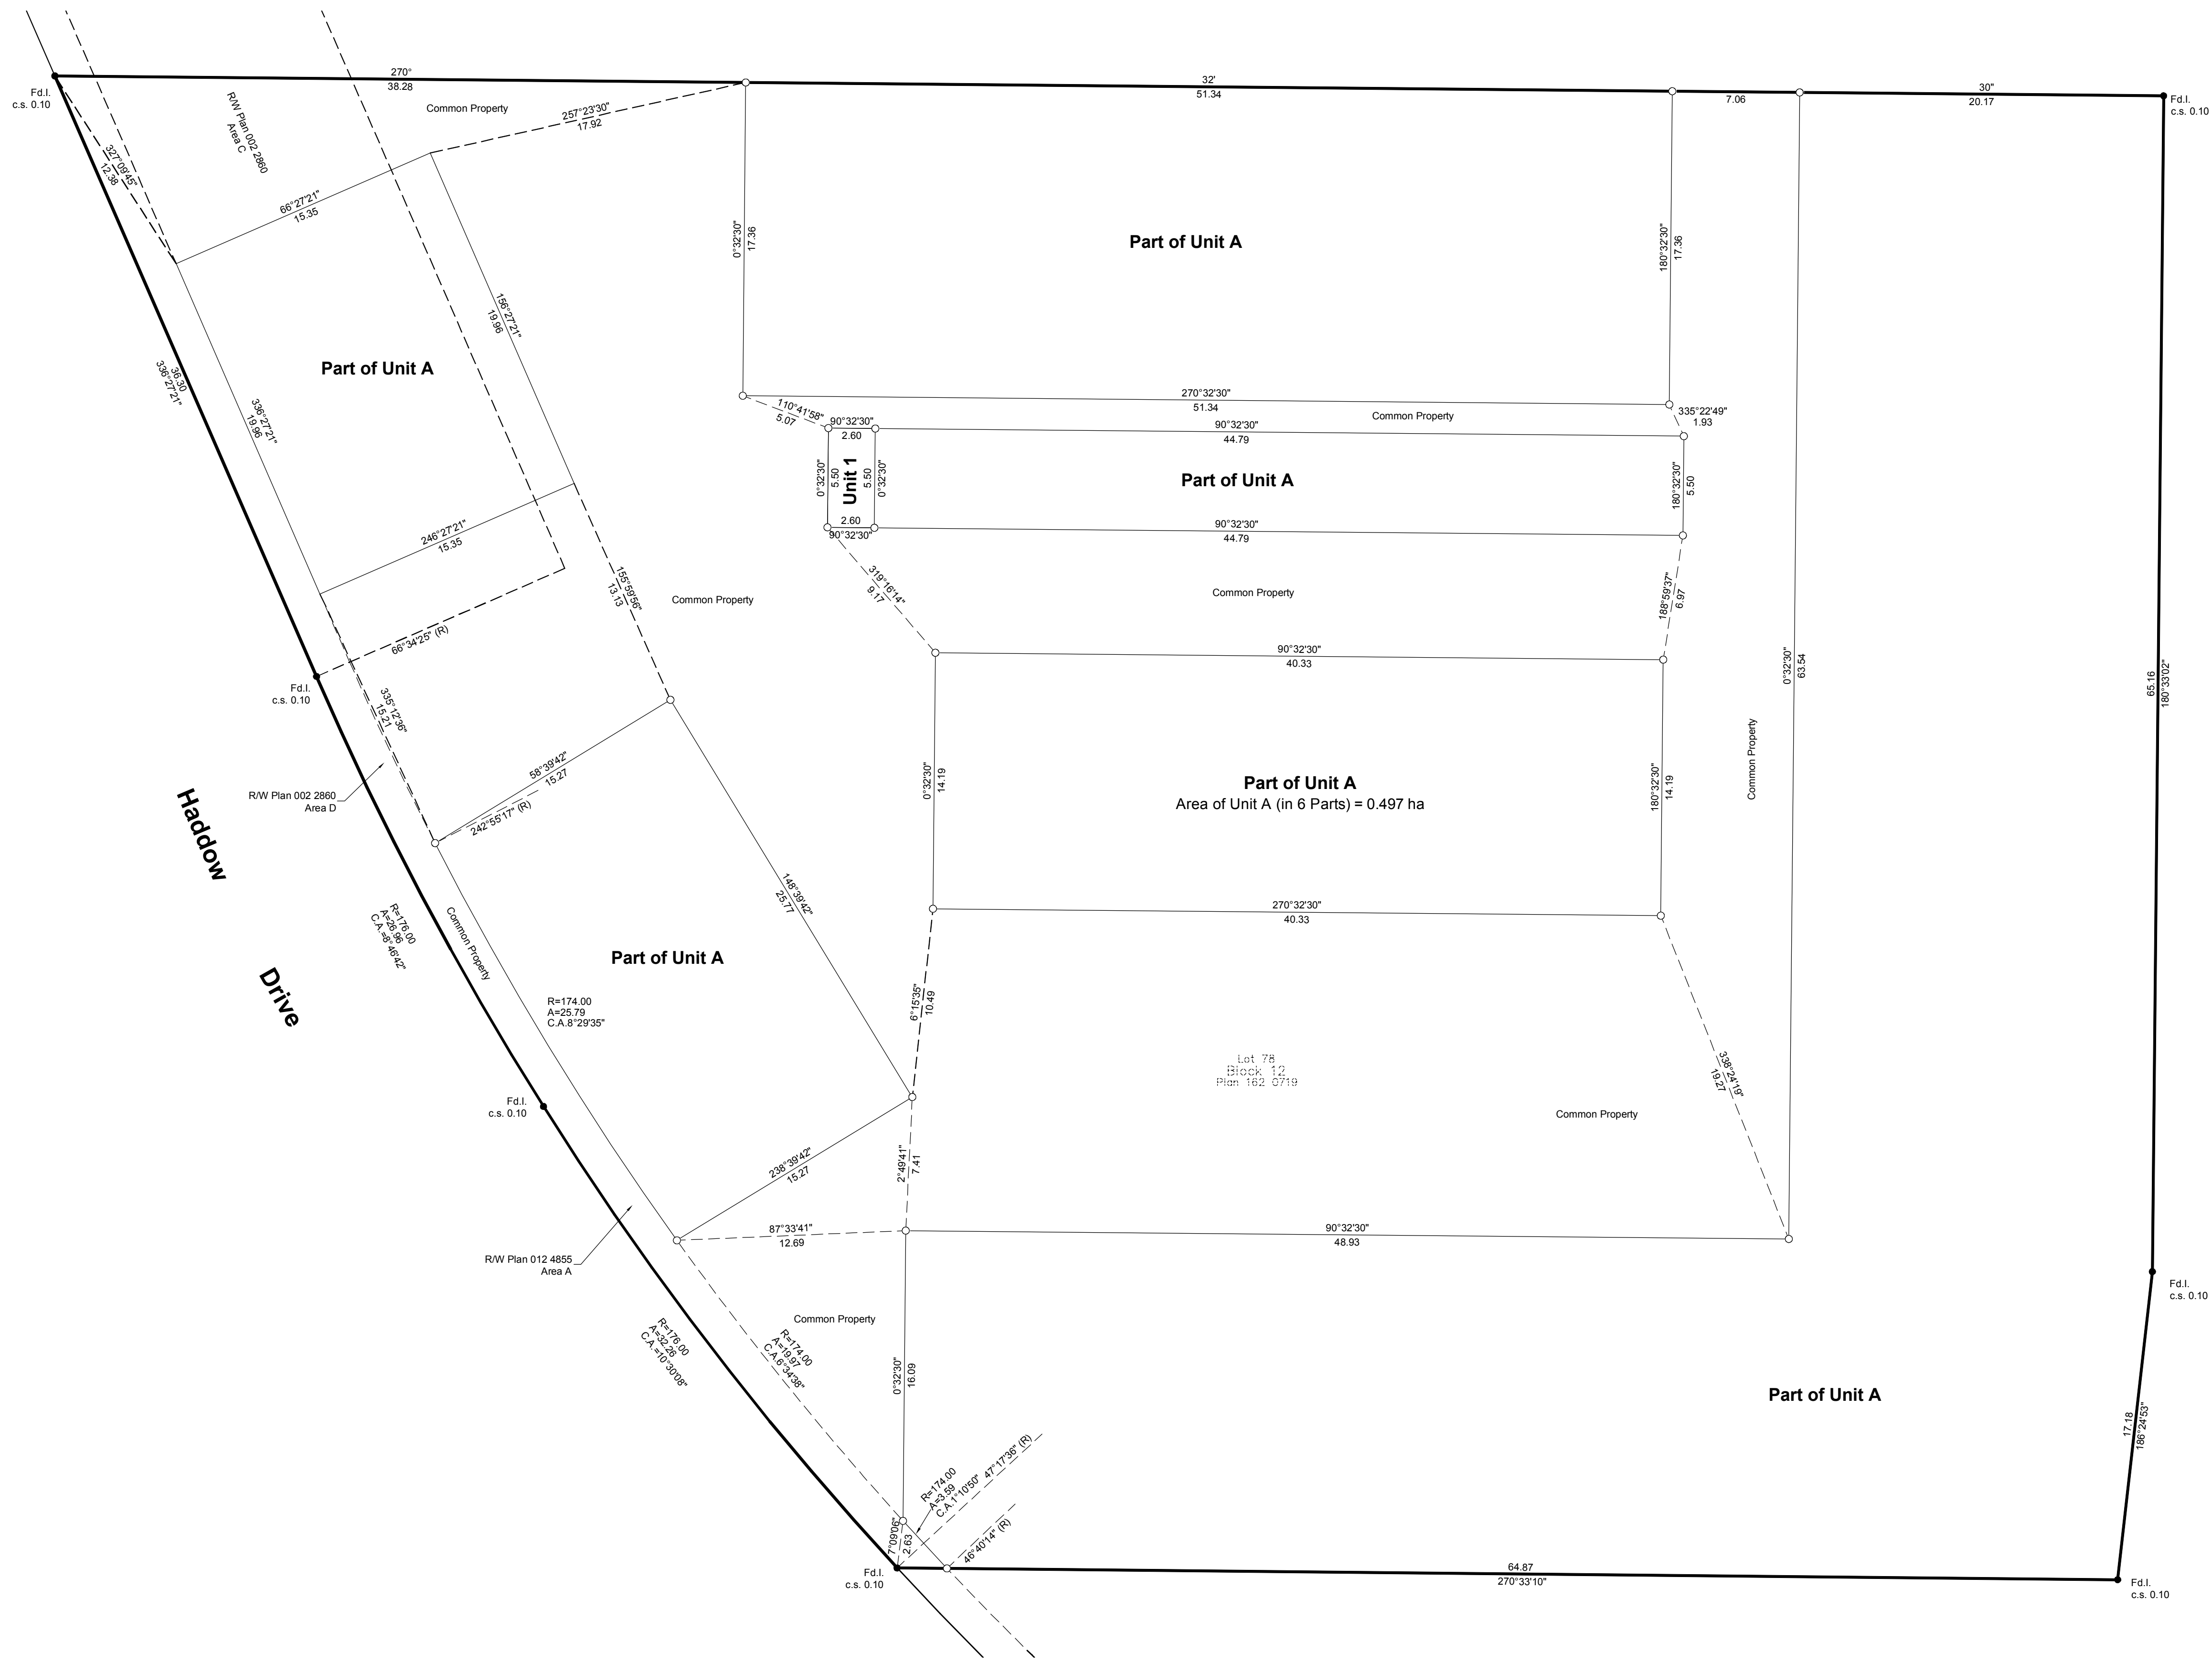 270°
38.28
32'
51.34
7.06
30"
20.17
Fd.I.
c.s. 0.10
Fd.I.
c.s. 0.10
R/W Plan 002 2860
Area C
Common Property
257°23'30"
17.92
327°09'45"
12.38
66°27'21"
15.35
0°32'30"
17.36
Part of Unit A
180°32'30"
17.36
156°27'21"
19.96
Part of Unit A
36.30
336°27'21"
336°27'21"
19.96
270°32'30"
51.34
Common Property
110°41'58"
5.07
335°22'49"
1.93
90°32'30"
2.60
90°32'30"
44.79
0°32'30"
5.50
Unit 1
5.50
0°32'30"
Part of Unit A
180°32'30"
5.50
2.60
90°32'30"
90°32'30"
44.79
246°27'21"
15.35
319°16'14"
9.17
155°59'56"
13.13
Common Property
Common Property
188°59'37"
6.97
66°34'25" (R)
90°32'30"
40.33
0°32'30"
63.54
65.16
180°33'02"
Fd.I.
c.s. 0.10
335°12'36"
15.21
58°39'42"
15.27
242°55'17" (R)
R/W Plan 002 2860
Area D
Haddow
Drive
0°32'30"
14.19
Part of Unit A
Area of Unit A (in 6 Parts) = 0.497 ha
180°32'30"
14.19
Common Property
148°39'42"
25.77
270°32'30"
40.33
R=176.00
A=26.96
C.A.=8°46'42"
Common Property
Part of Unit A
R=174.00
A=25.79
C.A.8°29'35"
6°15'35"
10.49
Lot 78
Block 12
Plan 162 0719
338°24'19"
19.27
Common Property
Fd.I.
c.s. 0.10
238°39'42"
15.27
2°49'41"
7.41
87°33'41"
12.69
90°32'30"
48.93
R/W Plan 012 4855
Area A
Fd.I.
c.s. 0.10
Common Property
R=176.00
A=32.26
C.A.=10°30'08"
R=174.00
A=19.97
C.A.6°34'38"
0°32'30"
16.09
Part of Unit A
17.18
186°24'53"
R=174.00
A=3.59
C.A.1°10'50"
47°17'36" (R)
7°09'06"
2.63
46°40'14" (R)
Fd.I.
c.s. 0.10
64.87
270°33'10"
Fd.I.
c.s. 0.10